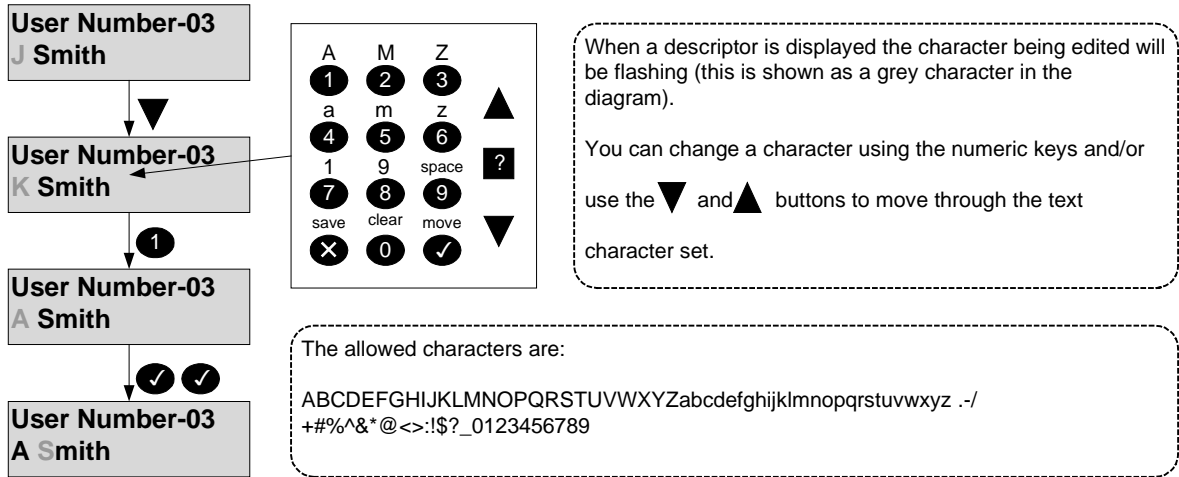 User Number-03
J Smith
User Number-03
K Smith
1
User Number-03
A Smith
✓ ✓
User Number-03
A Smith
A M Z
1 2 3
a m z
4 5 6
?
1 9 space
7 8 9
save clear move
✕ 0 ✓
When a descriptor is displayed the character being edited will
be flashing (this is shown as a grey character in the
diagram).
You can change a character using the numeric keys and/or
use the ▼ and ▲ buttons to move through the text
character set.
The allowed characters are:
ABCDEFGHIJKLMNOPQRSTUVWXYZabcdefghijklmnopqrstuvwxyz .-/
+#%^&*@<>:!$?_0123456789